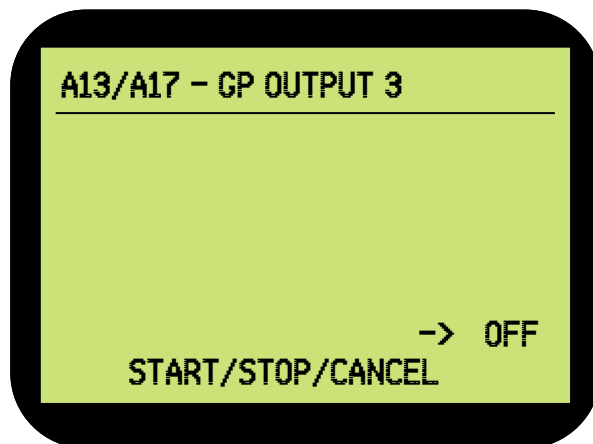 A13/A17 - GP OUTPUT 3
-> OFF
START/STOP/CANCEL